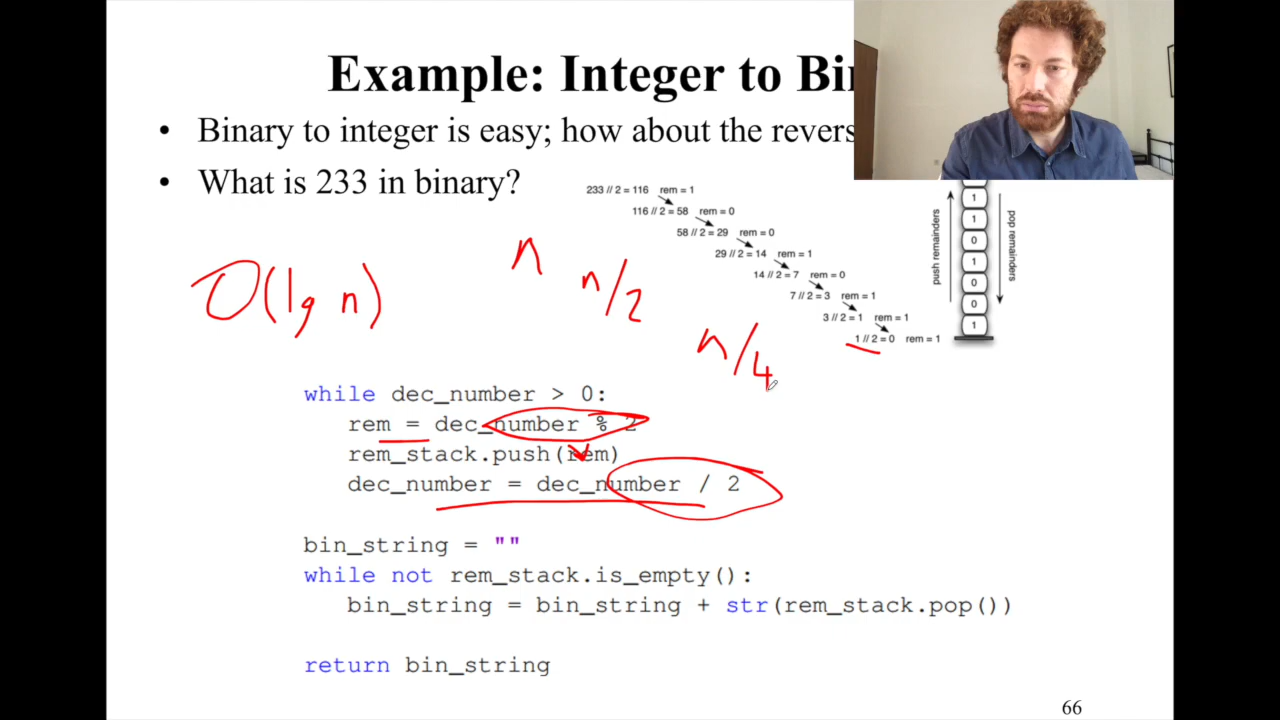 Example: Integer to Bi
• Binary to integer is easy; how about the revers
• What is 233 in binary?
233 // 2 = 116 rem = 1
116 // 2 = 58 rem = 0
58 // 2 = 29 rem = 0
29 // 2 = 14 rem = 1
14 // 2 = 7 rem = 0
7 // 2 = 3 rem = 1
3 // 2 = 1 rem = 1
1 // 2 = 0 rem = 1
push remainders
1
1
0
1
0
0
1
pop remainders
O(lg n)
n
n/2
n/4
while dec_number > 0:
rem = dec_number % 2
rem_stack.push(rem)
dec_number = dec_number / 2
bin_string = ""
while not rem_stack.is_empty():
bin_string = bin_string + str(rem_stack.pop())
return bin_string
66